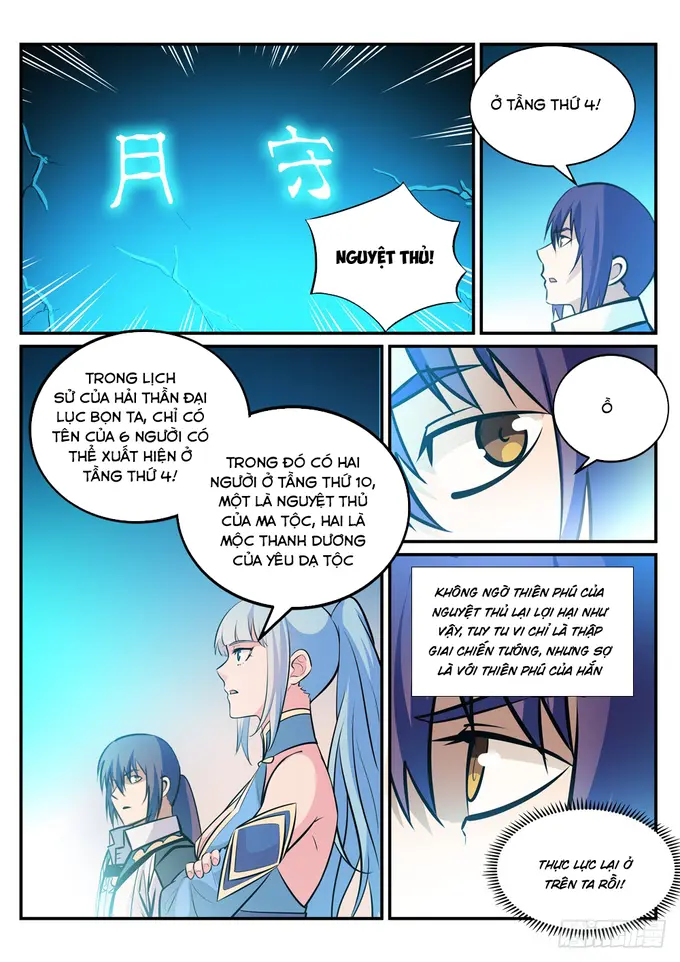 月 守
NGUYỆT THỦ!
Ở TẦNG THỨ 4!
TRONG LỊCH
SỬ CỦA HẢI THẦN ĐẠI
LỤC BỌN TA, CHỈ CÓ
TÊN CỦA 6 NGƯỜI CÓ
THỂ XUẤT HIỆN Ở
TẦNG THỨ 4!
TRONG ĐÓ CÓ HAI
NGƯỜI Ở TẦNG THỨ 10,
MỘT LÀ NGUYỆT THỦ
CỦA MA TỘC, HAI LÀ
MỘC THANH DƯƠNG
CỦA YÊU DẠ TỘC
Ồ
KHÔNG NGỜ THIÊN PHÚ CỦA
NGUYỆT THỦ LẠI LỢI HẠI NHƯ
VẬY, TUY TU VI CHỈ LÀ THẬP
GIAI CHIẾN TƯỚNG, NHƯNG SỢ
LÀ VỚI THIÊN PHÚ CỦA HẮN
THỰC LỰC LẠI Ở
TRÊN TA RỒI!